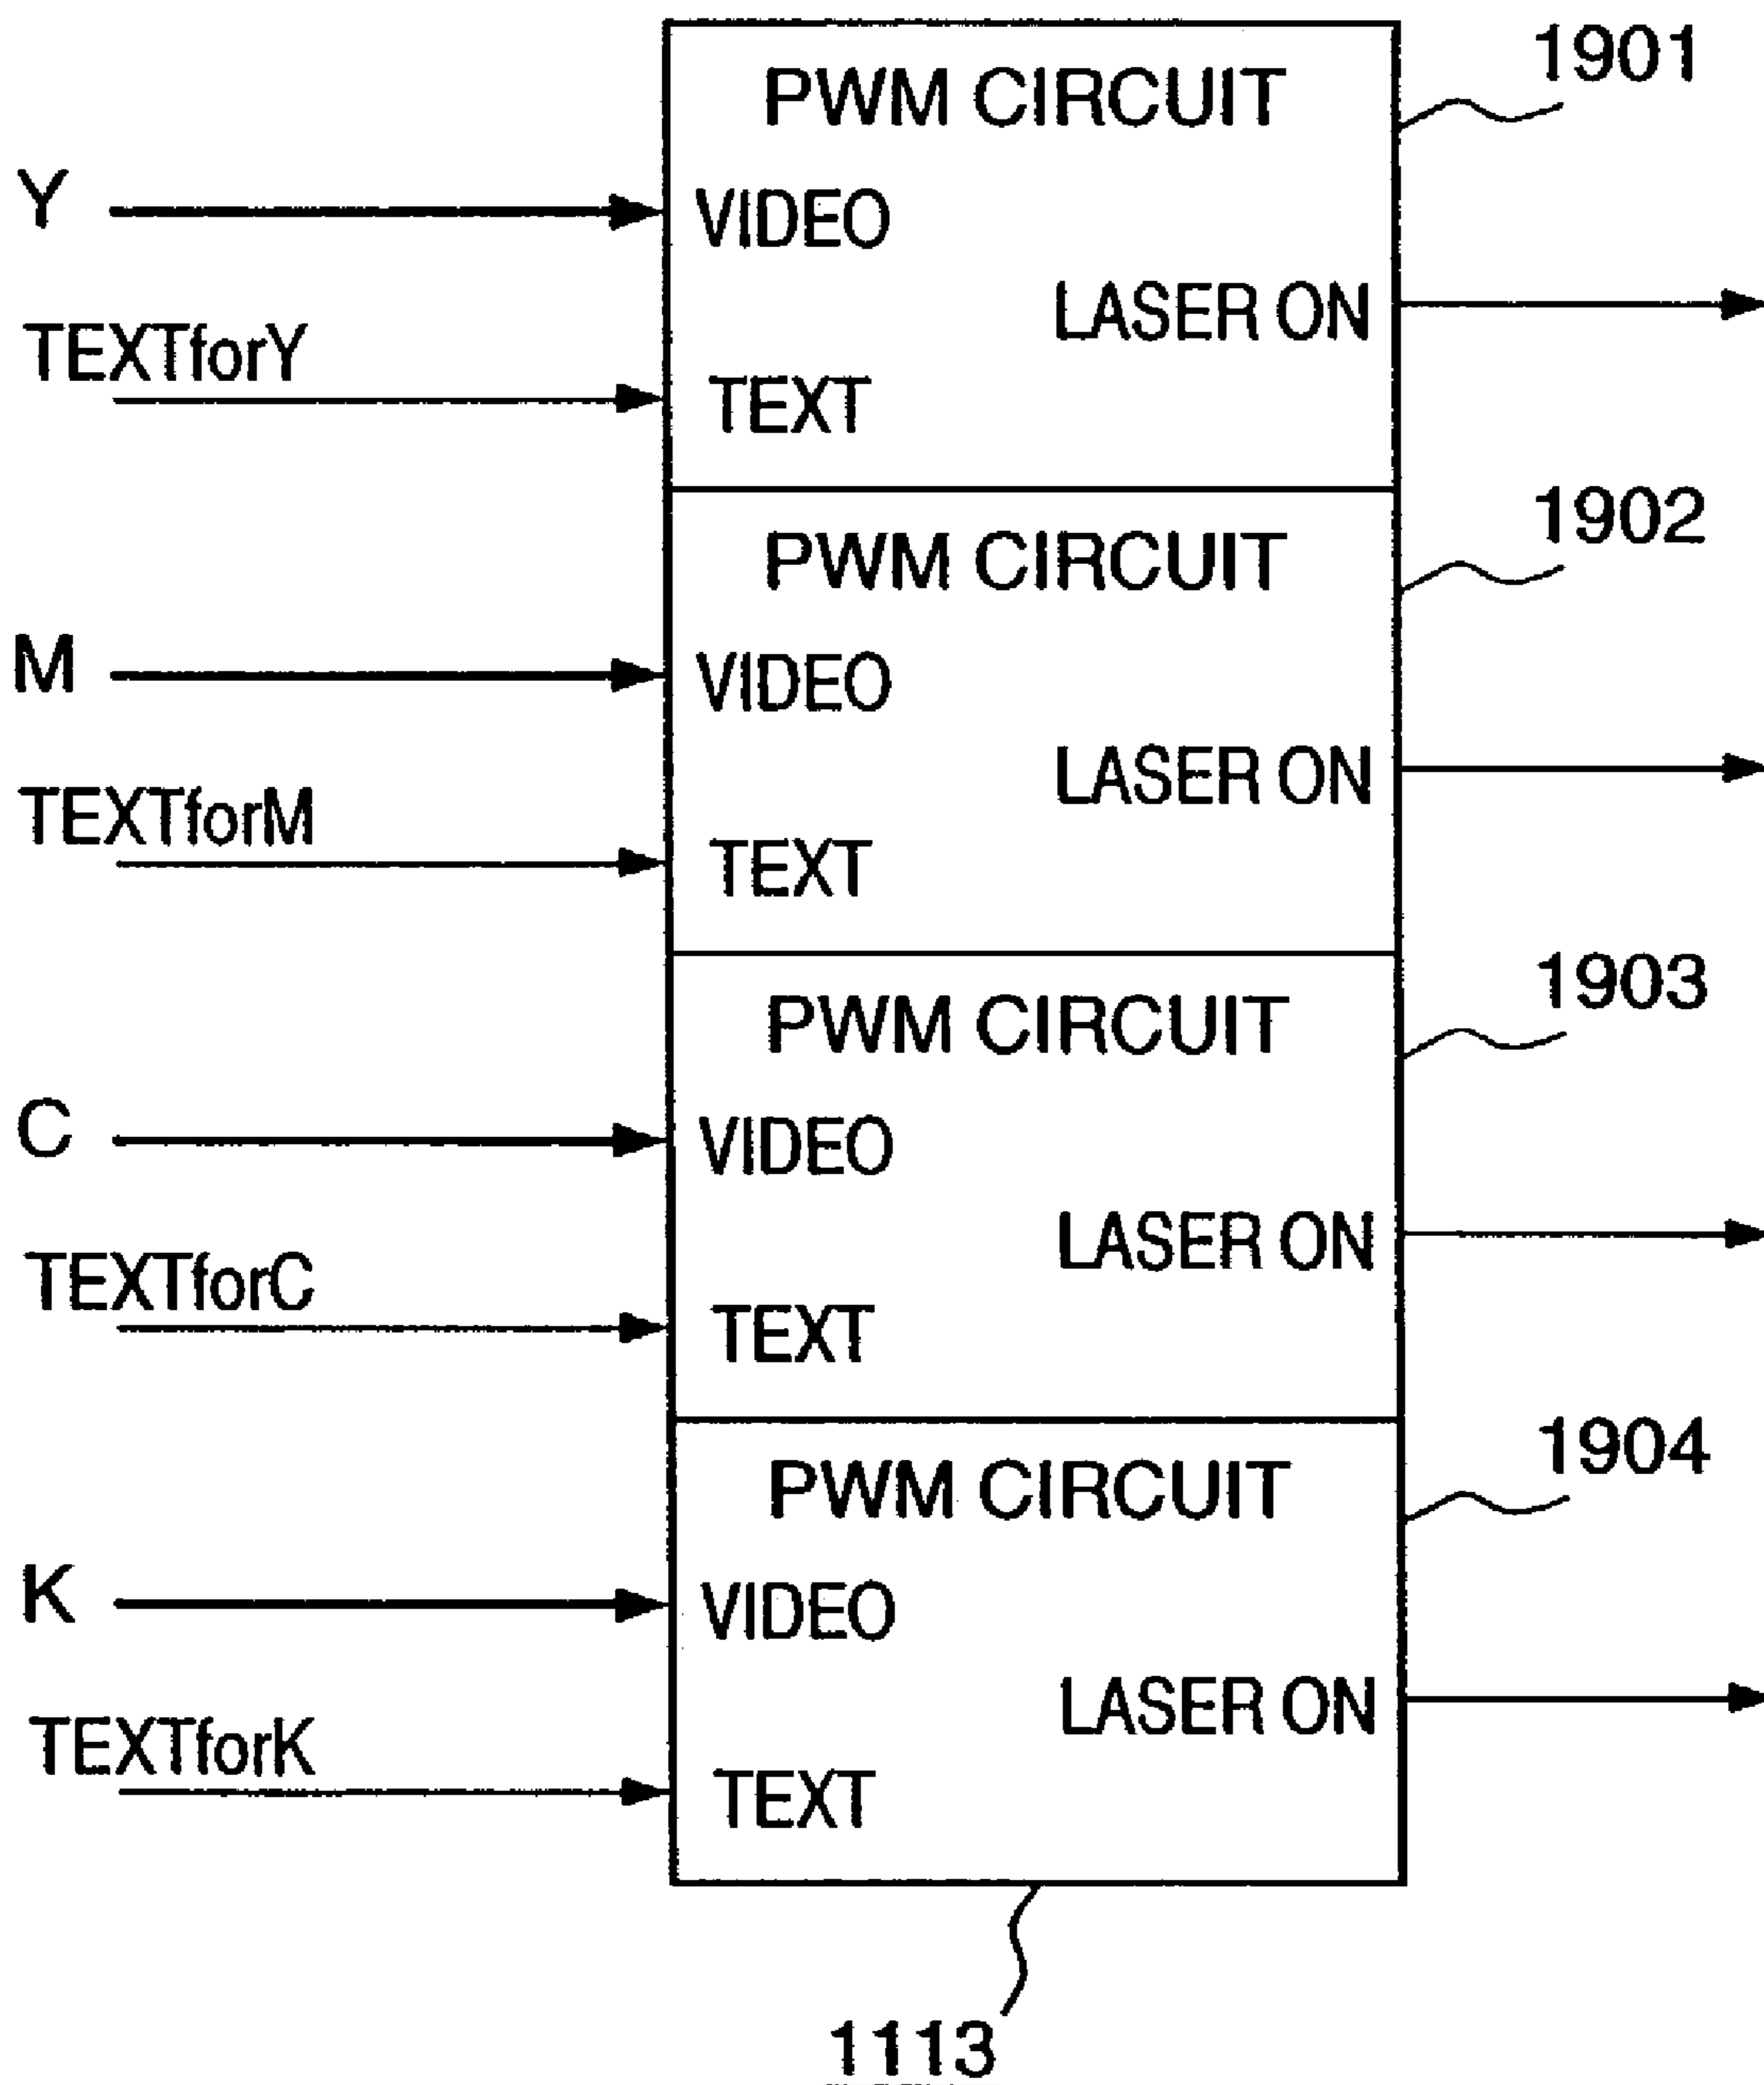 PWM CIRCUIT
1901
Y
VIDEO
LASER ON
TEXTforY
TEXT
PWM CIRCUIT
1902
M
VIDEO
LASER ON
TEXTforM
TEXT
PWM CIRCUIT
1903
C
VIDEO
LASER ON
TEXTforC
TEXT
PWM CIRCUIT
1904
K
VIDEO
LASER ON
TEXTforK
TEXT
1113